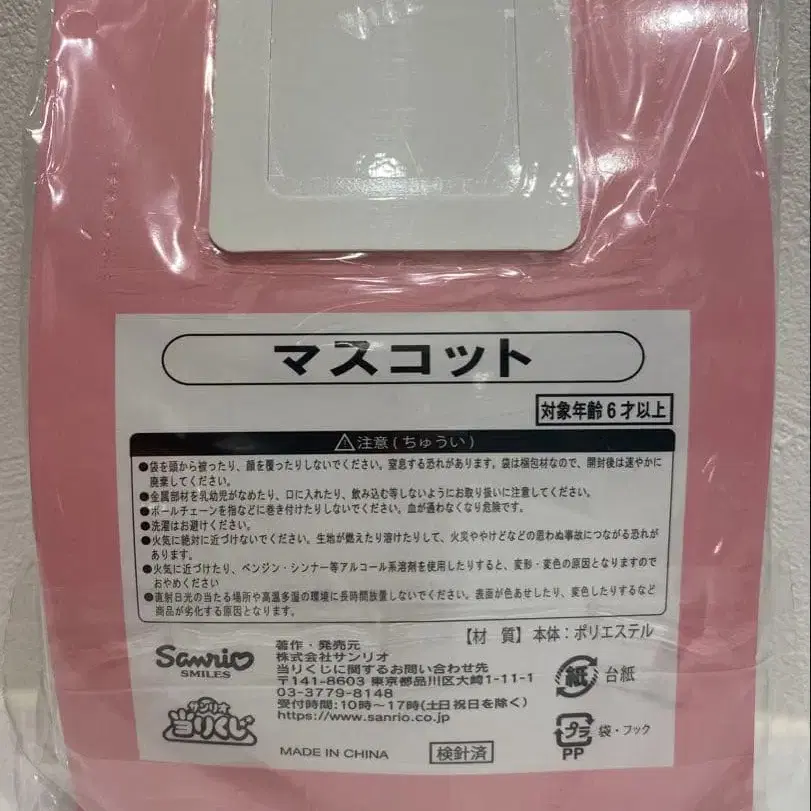 マスコット
対象年齢6才以上
⚠注意(ちゅうい)
●袋を頭から被ったり、顔を覆ったりしないでください。窒息する恐れがあります。袋は梱包材なので、開封後は速やかに
廃棄してください。
●金属部材を乳幼児がなめたり、口に入れたり、飲み込む等しないようにお取り扱いに注意してください。
●ボールチェーンを指などに巻き付けたりしないでください。血が通わなくなり危険です。
●洗濯はお避けください。
●火気に絶対に近づけないでください。生地が燃えたり溶けたりして、火災ややけどなどの思わぬ事故につながる恐れが
あります。
●火気に近づけたり、ベンジン・シンナー等アルコール系溶剤を使用したりすると、変形・変色の原因となりますので
おやめください
●直射日光の当たる場所や高温多湿の環境に長時間放置しないでください。表面が色あせしたり、変色したりするなど
商品が劣化する原因となります。
【材 質】本体:ポリエステル
Sanrio
SMILES
サンリオ
当りくじ
著作・発売元
株式会社サンリオ
当りくじに関するお問い合わせ先
〒141-8603 東京都品川区大崎1-11-1
03-3779-8148
受付時間:10時~17時(土日祝日を除く)
https://www.sanrio.co.jp
MADE IN CHINA
検針済
紙 台紙
プラ 袋・フック
PP